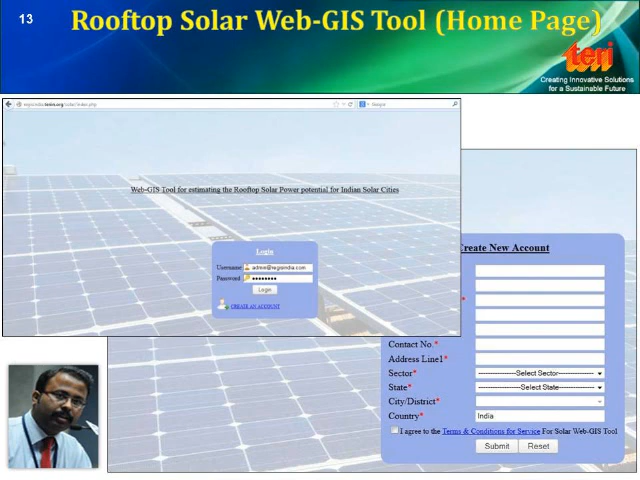 13
Rooftop Solar Web-GIS Tool (Home Page)
teri
Creating Innovative Solutions
for a Sustainable Future
Google
Web-GIS Tool for estimating the Rooftop Solar Power potential for Indian Solar Cities
Login
Username
admin@regisindia.com
Password
Login
CREATE AN ACCOUNT
reate New Account
*
Contact No.*
Address Line1*
Sector*
-----------------Select Sector----------------
State*
-------------------Select State----------------
City/District*
Country*
India
I agree to the Terms & Conditions for Service For Solar Web-GIS Tool
Submit
Reset